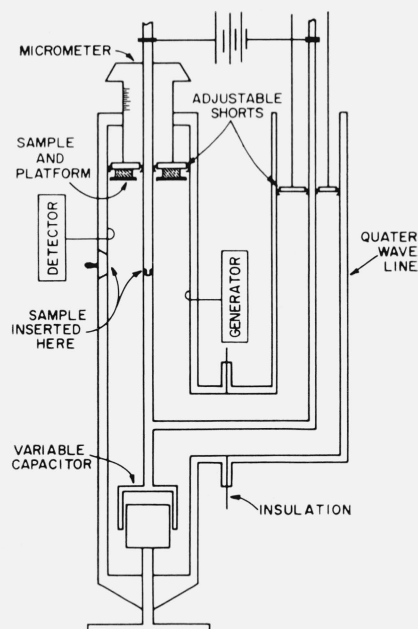 MICROMETER
SAMPLE
AND
PLATFORM
ADJUSTABLE
SHORTS
DETECTOR
GENERATOR
QUATER
WAVE
LINE
SAMPLE
INSERTED
HERE
VARIABLE
CAPACITOR
INSULATION